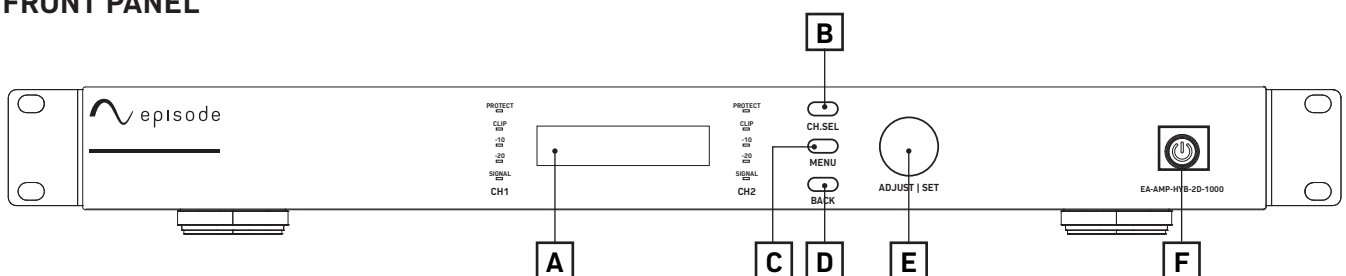 FRONT PANEL
B
episode
PROTECT
CLIP
-10
-20
SIGNAL
CH1
PROTECT
CLIP
-10
-20
SIGNAL
CH2
CH.SEL
MENU
BACK
ADJUST | SET
EA-AMP-HYB-2D-1000
A
C
D
E
F